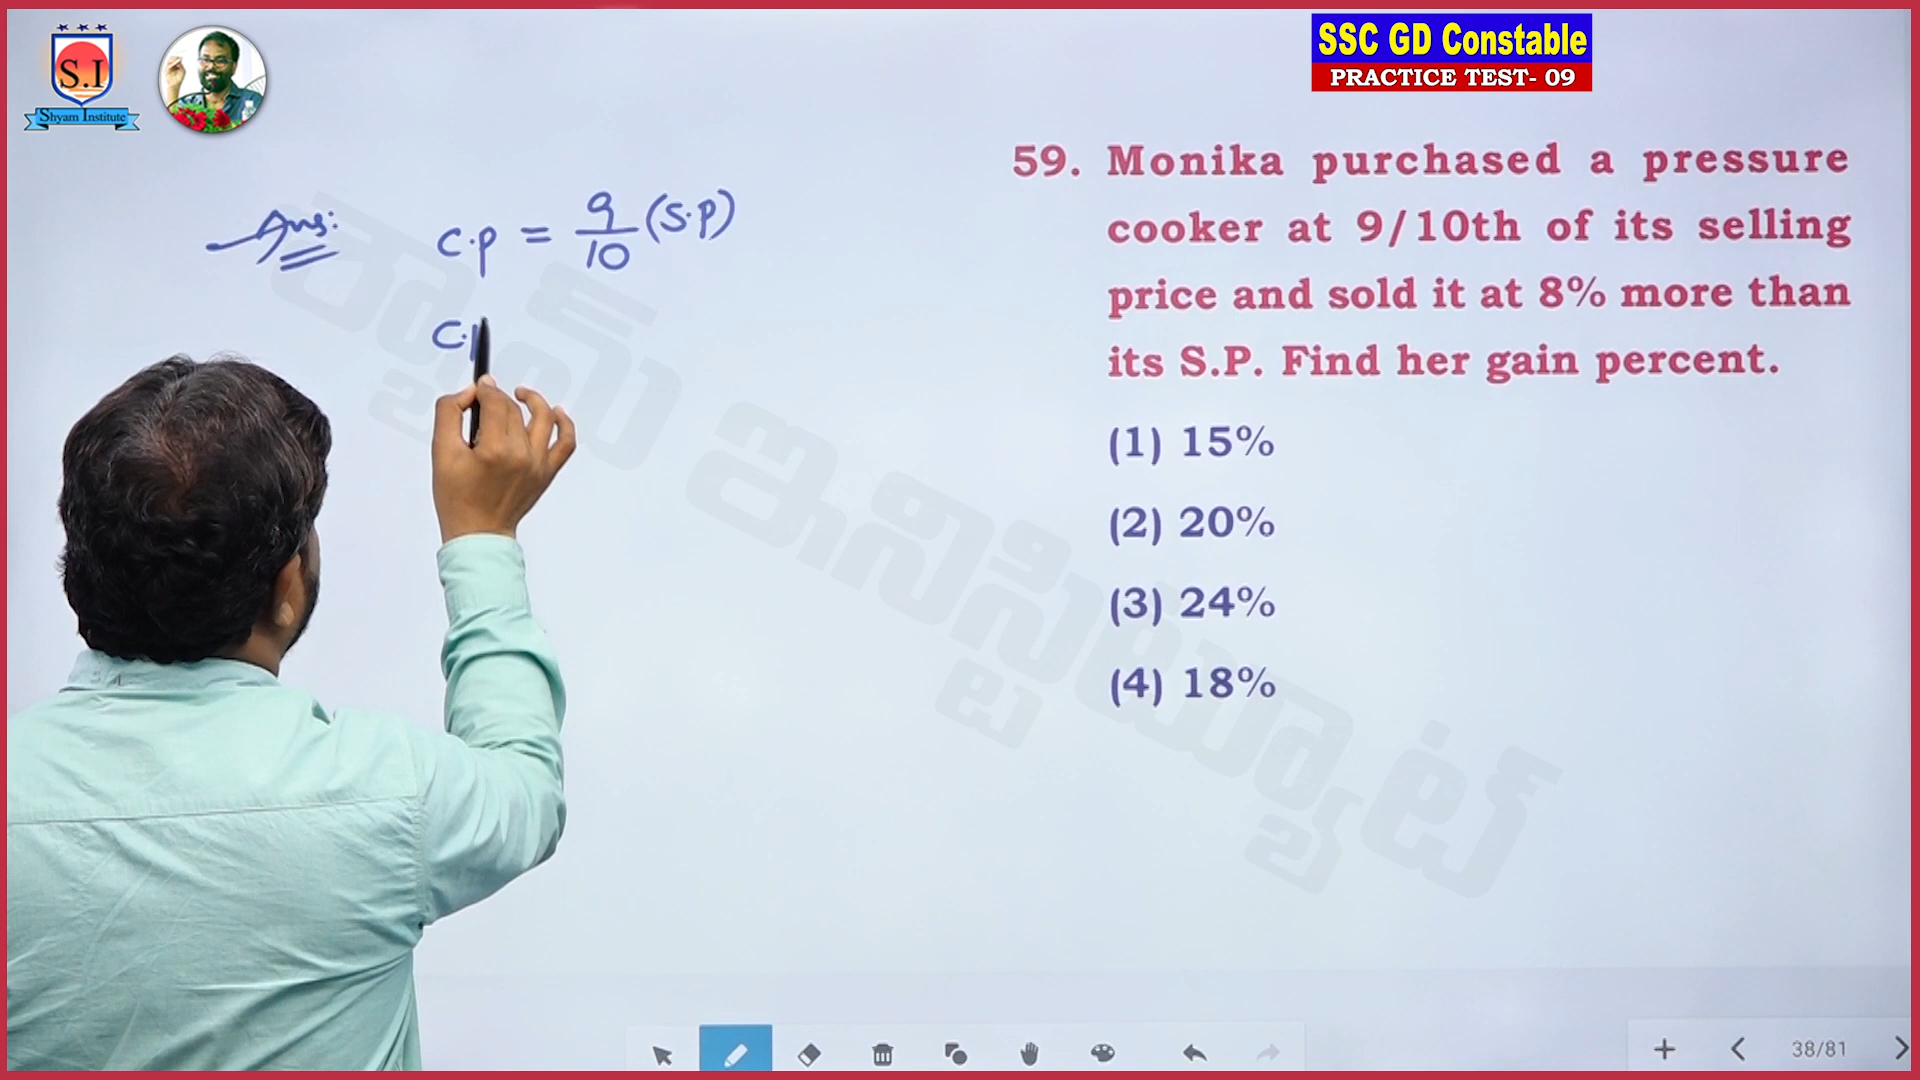 S.I
Shyam Institute
SSC GD Constable
PRACTICE TEST- 09
Ans:
C.P = 9/10 (S.P)
C.P
59. Monika purchased a pressure
cooker at 9/10th of its selling
price and sold it at 8% more than
its S.P. Find her gain percent.
(1) 15%
(2) 20%
(3) 24%
(4) 18%
శ్యామ్ ఇన్స్టిట్యూట్
38/81